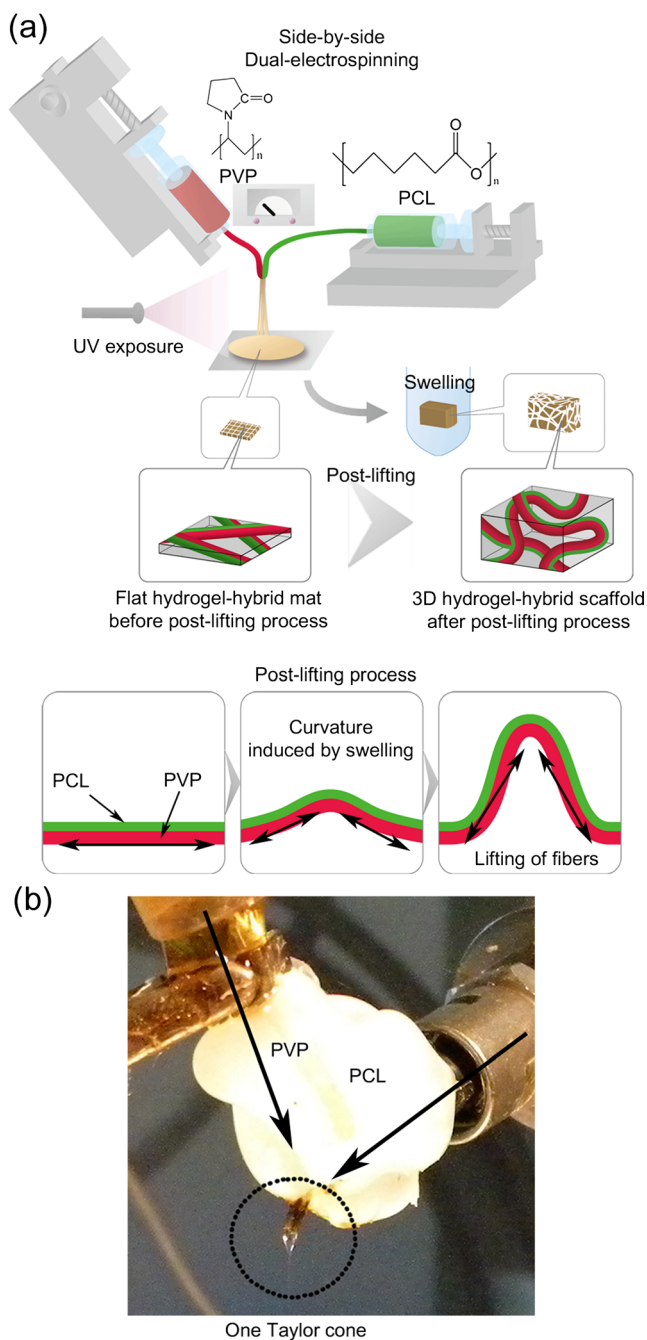 (a)
Side-by-side
Dual-electrospinning
N
C=O
n
PVP
O
O
n
PCL
UV exposure
Swelling
Post-lifting
Flat hydrogel-hybrid mat
before post-lifting process
3D hydrogel-hybrid scaffold
after post-lifting process
Post-lifting process
PCL
PVP
Curvature
induced by swelling
Lifting of fibers
(b)
PVP
PCL
One Taylor cone